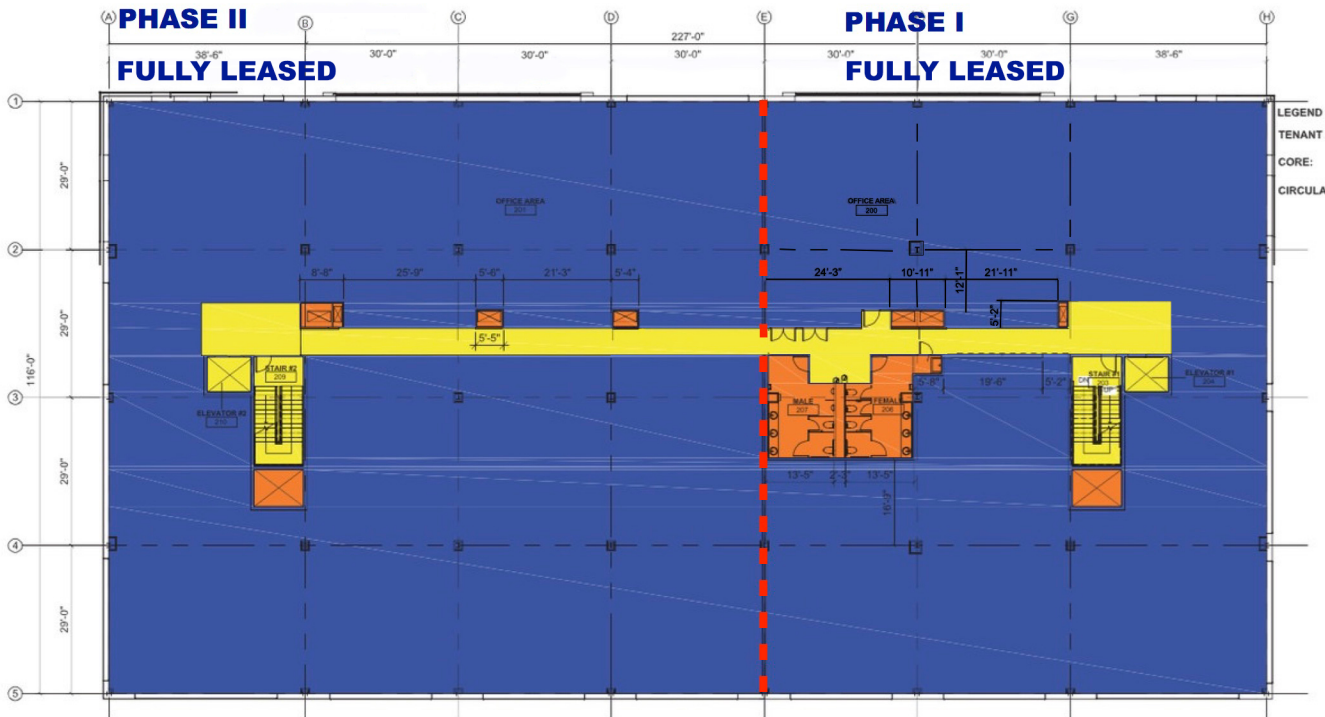 PHASE II
PHASE I
A
B
C
D
E
G
H
227'-0"
38'-6"
30'-0"
30'-0"
30'-0"
30'-0"
30'-0"
38'-6"
FULLY LEASED
FULLY LEASED
1
LEGEND
TENANT
CORE:
CIRCULA
29'-0"
OFFICE AREA
201
OFFICE AREA
200
2
8'-8"
25'-9"
5'-6"
21'-3"
5'-4"
24'-3"
10'-11"
21'-11"
12'-1"
5'-2"
29'-0"
5'-5"
116'-0"
STAIR #2
209
STAIR #1
203
DN
UP
ELEVATOR #1
204
5'-8"
19'-6"
5'-2"
3
ELEVATOR #2
210
MALE
207
FEMALE
206
29'-0"
13'-5"
2'-3"
13'-5"
16'-0"
4
29'-0"
5